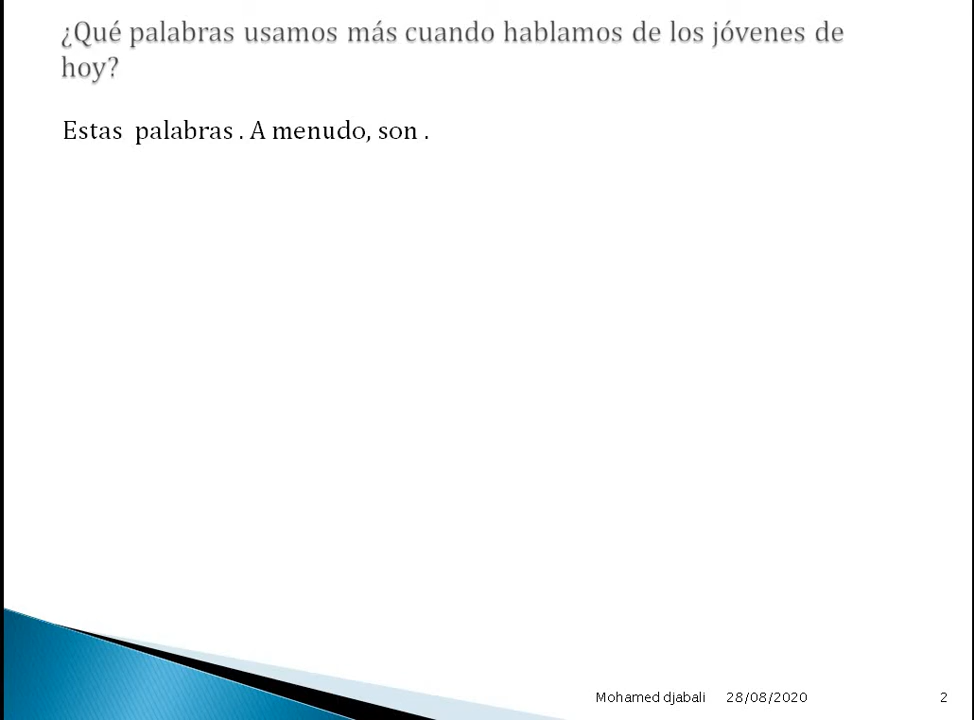 ¿Qué palabras usamos más cuando hablamos de los jóvenes de
hoy?
Estas palabras . A menudo, son .
Mohamed djabali 28/08/2020 2